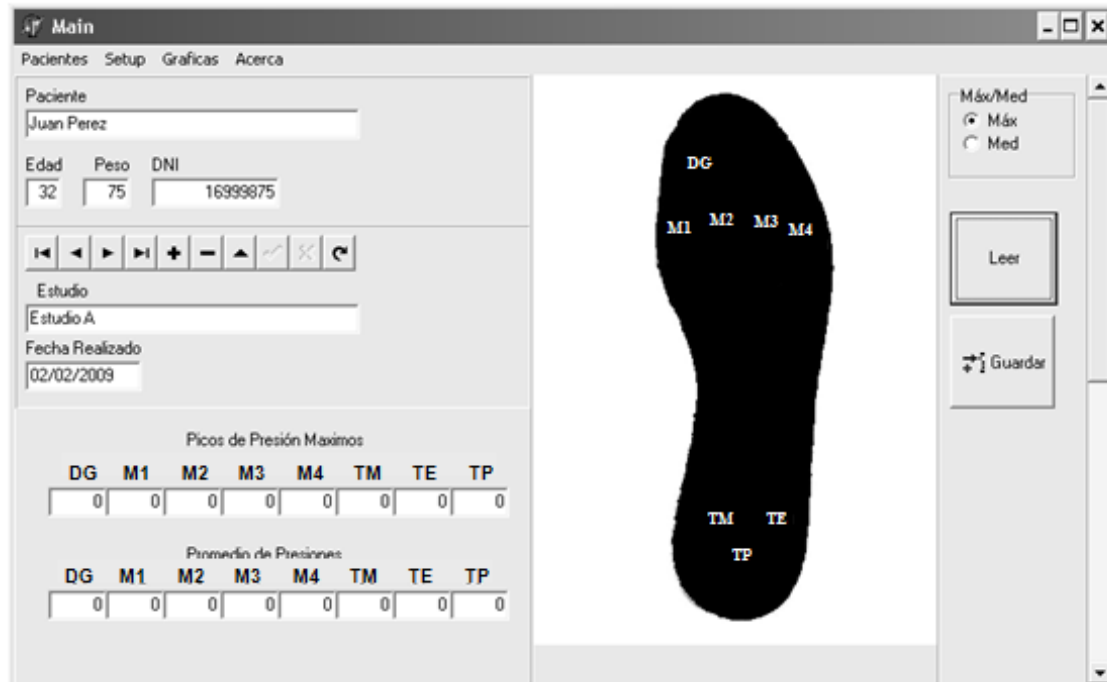 Main
Pacientes Setup Graficas Acerca
Paciente
Juan Perez
Edad Peso DNI
32 75 16999875
Estudio
Estudio A
Fecha Realizado
02/02/2009
Picos de Presión Maximos
DG M1 M2 M3 M4 TM TE TP
0 0 0 0 0 0 0 0
Promedio de Presiones
DG M1 M2 M3 M4 TM TE TP
0 0 0 0 0 0 0 0
DG
M1 M2 M3 M4
TM TE
TP
Máx/Med
Máx
Med
Leer
Guardar